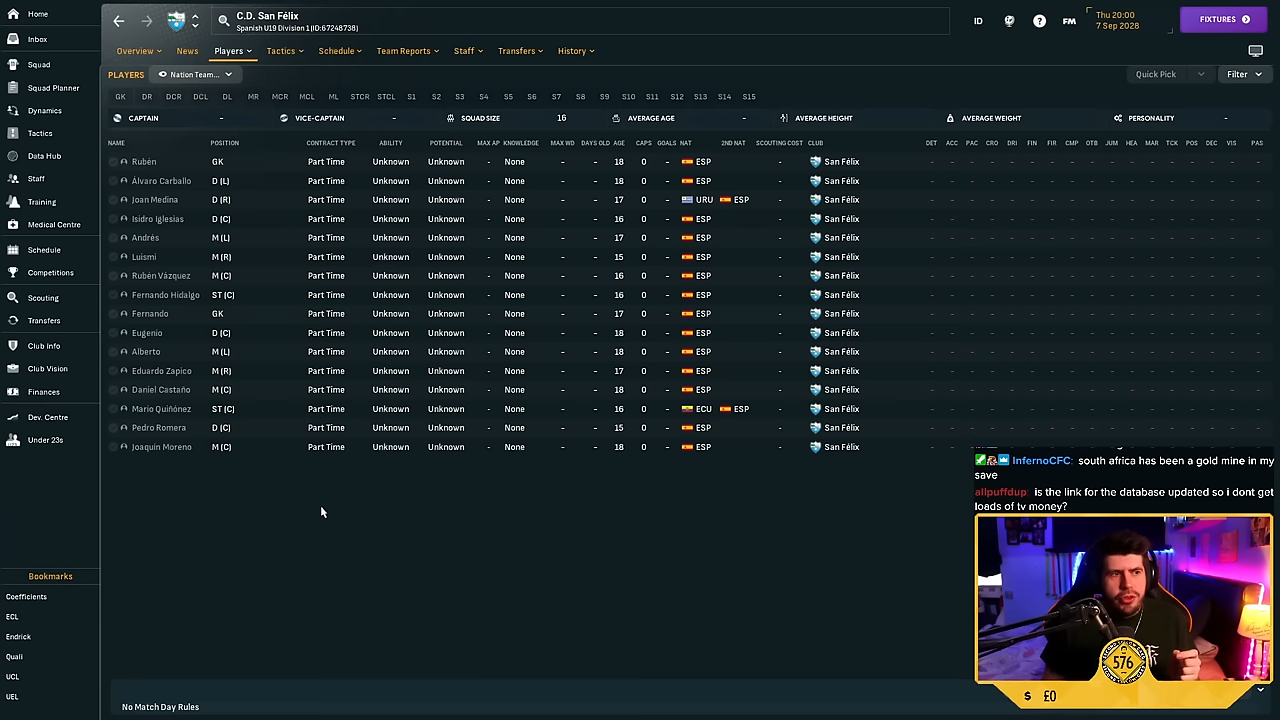 Home
Inbox
Squad
Squad Planner
Dynamics
Tactics
Data Hub
Staff
Training
Medical Centre
Schedule
Competitions
Scouting
Transfers
Club Info
Club Vision
Finances
Dev. Centre
Under 23s
Bookmarks
Coefficients
ECL
Endrick
Quali
UCL
UEL
C.D. San Félix
Spanish U19 Division 1 (ID:67248738)
ID ? FM Thu 20:00
7 Sep 2028
FIXTURES
Overview News Players Tactics Schedule Team Reports Staff Transfers History
PLAYERS Nation Team... Quick Pick Filter
GK DR DCR DCL DL MR MCR MCL ML STCR STCL S1 S2 S3 S4 S5 S6 S7 S8 S9 S10 S11 S12 S13 S14 S15
CAPTAIN - VICE-CAPTAIN - SQUAD SIZE 16 AVERAGE AGE - AVERAGE HEIGHT AVERAGE WEIGHT PERSONALITY -
NAME POSITION CONTRACT TYPE ABILITY POTENTIAL MAX AP KNOWLEDGE MAX WD DAYS OLD AGE CAPS GOALS NAT 2ND NAT SCOUTING COST CLUB DET ACC PAC CRO DRI FIN FIR CMP OTB JUM HEA MAR TCK POS DEC VIS PAS
Rubén GK Part Time Unknown Unknown - None - - 18 0 - ESP - San Félix - - - - - - - - - - - - - - - - -
Álvaro Carballo D (L) Part Time Unknown Unknown - None - - 18 0 - ESP - San Félix - - - - - - - - - - - - - - - - -
Joan Medina D (R) Part Time Unknown Unknown - None - - 17 0 - URU ESP - San Félix - - - - - - - - - - - - - - - - -
Isidro Iglesias D (C) Part Time Unknown Unknown - None - - 16 0 - ESP - San Félix - - - - - - - - - - - - - - - - -
Andrés M (L) Part Time Unknown Unknown - None - - 17 0 - ESP - San Félix - - - - - - - - - - - - - - - - -
Luismi M (R) Part Time Unknown Unknown - None - - 15 0 - ESP - San Félix - - - - - - - - - - - - - - - - -
Rubén Vázquez M (C) Part Time Unknown Unknown - None - - 16 0 - ESP - San Félix - - - - - - - - - - - - - - - - -
Fernando Hidalgo ST (C) Part Time Unknown Unknown - None - - 16 0 - ESP - San Félix - - - - - - - - - - - - - - - - -
Fernando GK Part Time Unknown Unknown - None - - 17 0 - ESP - San Félix - - - - - - - - - - - - - - - - -
Eugenio D (C) Part Time Unknown Unknown - None - - 18 0 - ESP - San Félix - - - - - - - - - - - - - - - - -
Alberto M (L) Part Time Unknown Unknown - None - - 18 0 - ESP - San Félix - - - - - - - - - - - - - - - - -
Eduardo Zapico M (R) Part Time Unknown Unknown - None - - 17 0 - ESP - San Félix - - - - - - - - - - - - - - - - -
Daniel Castaño M (C) Part Time Unknown Unknown - None - - 18 0 - ESP - San Félix - - - - - - - - - - - - - - - - -
Mario Quiñónez ST (C) Part Time Unknown Unknown - None - - 16 0 - ECU ESP - San Félix - - - - - - - - - - - - - - - - -
Pedro Romera D (C) Part Time Unknown Unknown - None - - 15 0 - ESP - San Félix - - - - - - - - - - - - - - - - -
Joaquín Moreno M (C) Part Time Unknown Unknown - None - - 18 0 - ESP - San Félix - - - - - - - - - - - - - - - - -
InfernoCFC: south africa has been a gold mine in my
save
allpuffdup: is the link for the database updated so i dont get
loads of tv money?
576
$ £0
No Match Day Rules